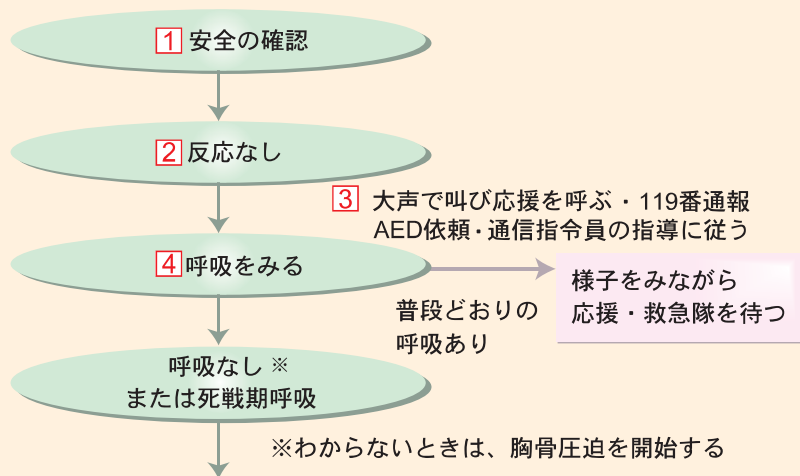 1 安全の確認
2 反応なし
3 大声で叫び応援を呼ぶ・119番通報
AED依頼・通信指令員の指導に従う
4 呼吸をみる
普段どおりの
呼吸あり
様子をみながら
応援・救急隊を待つ
呼吸なし※
または死戦期呼吸
※わからないときは、胸骨圧迫を開始する